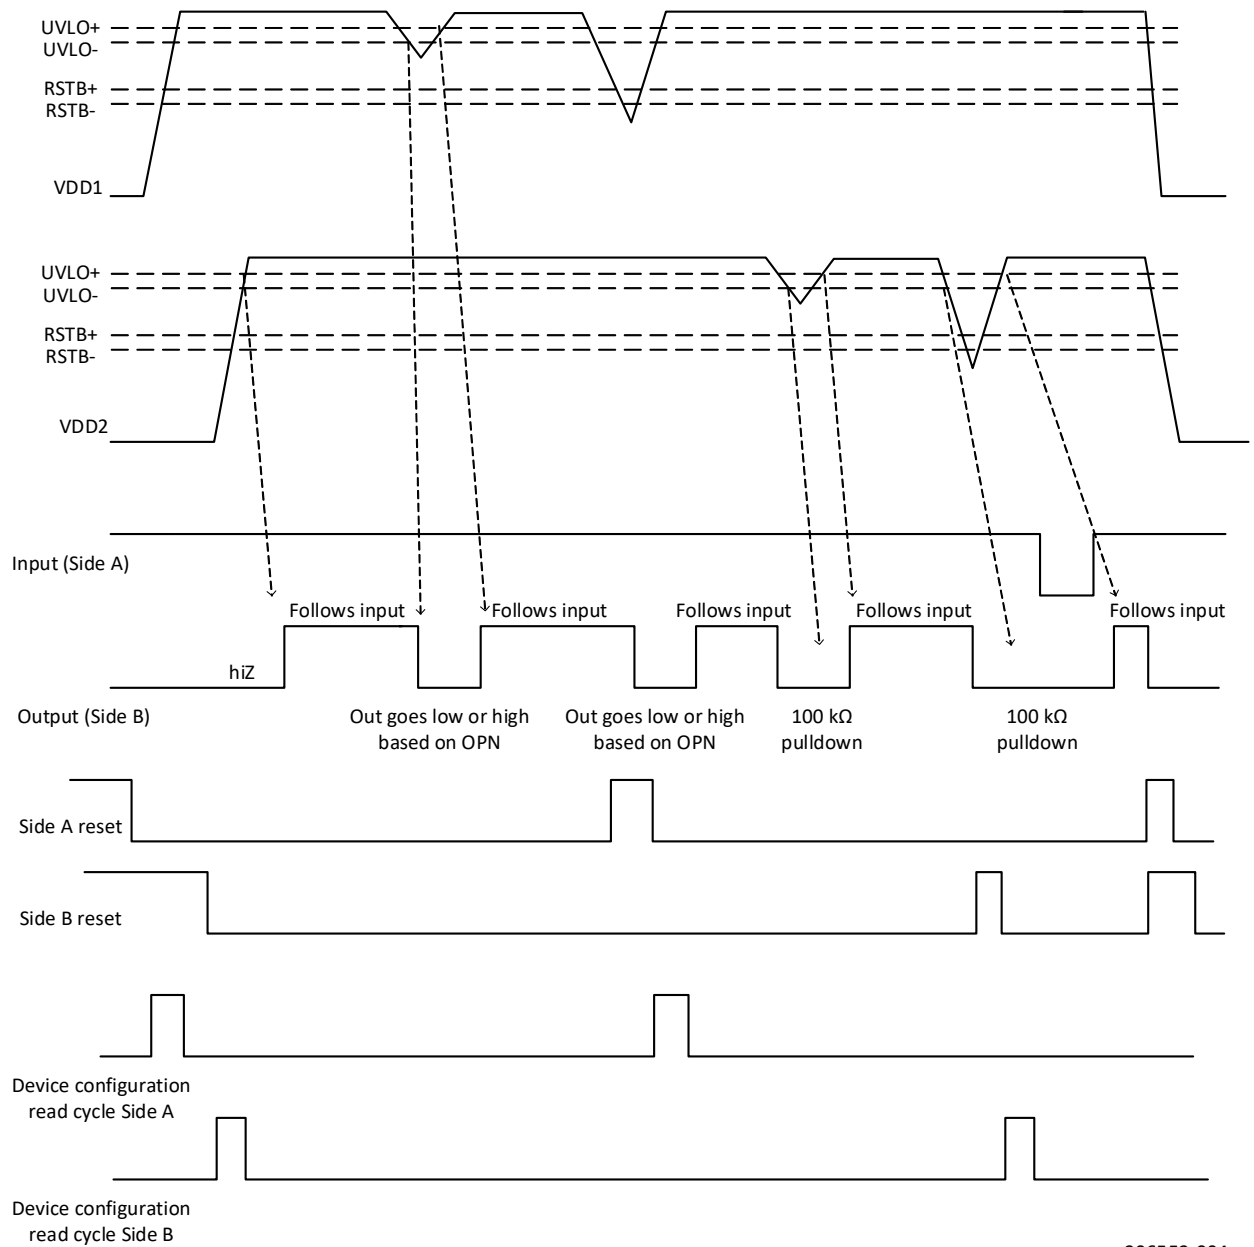 UVLO+
UVLO-
RSTB+
RSTB-
VDD1
UVLO+
UVLO-
RSTB+
RSTB-
VDD2
Input (Side A)
Follows input
Follows input
Follows input
Follows input
Follows input
hiZ
Output (Side B)
Out goes low or high
based on OPN
Out goes low or high
based on OPN
100 kΩ
pulldown
100 kΩ
pulldown
Side A reset
Side B reset
Device configuration
read cycle Side A
Device configuration
read cycle Side B